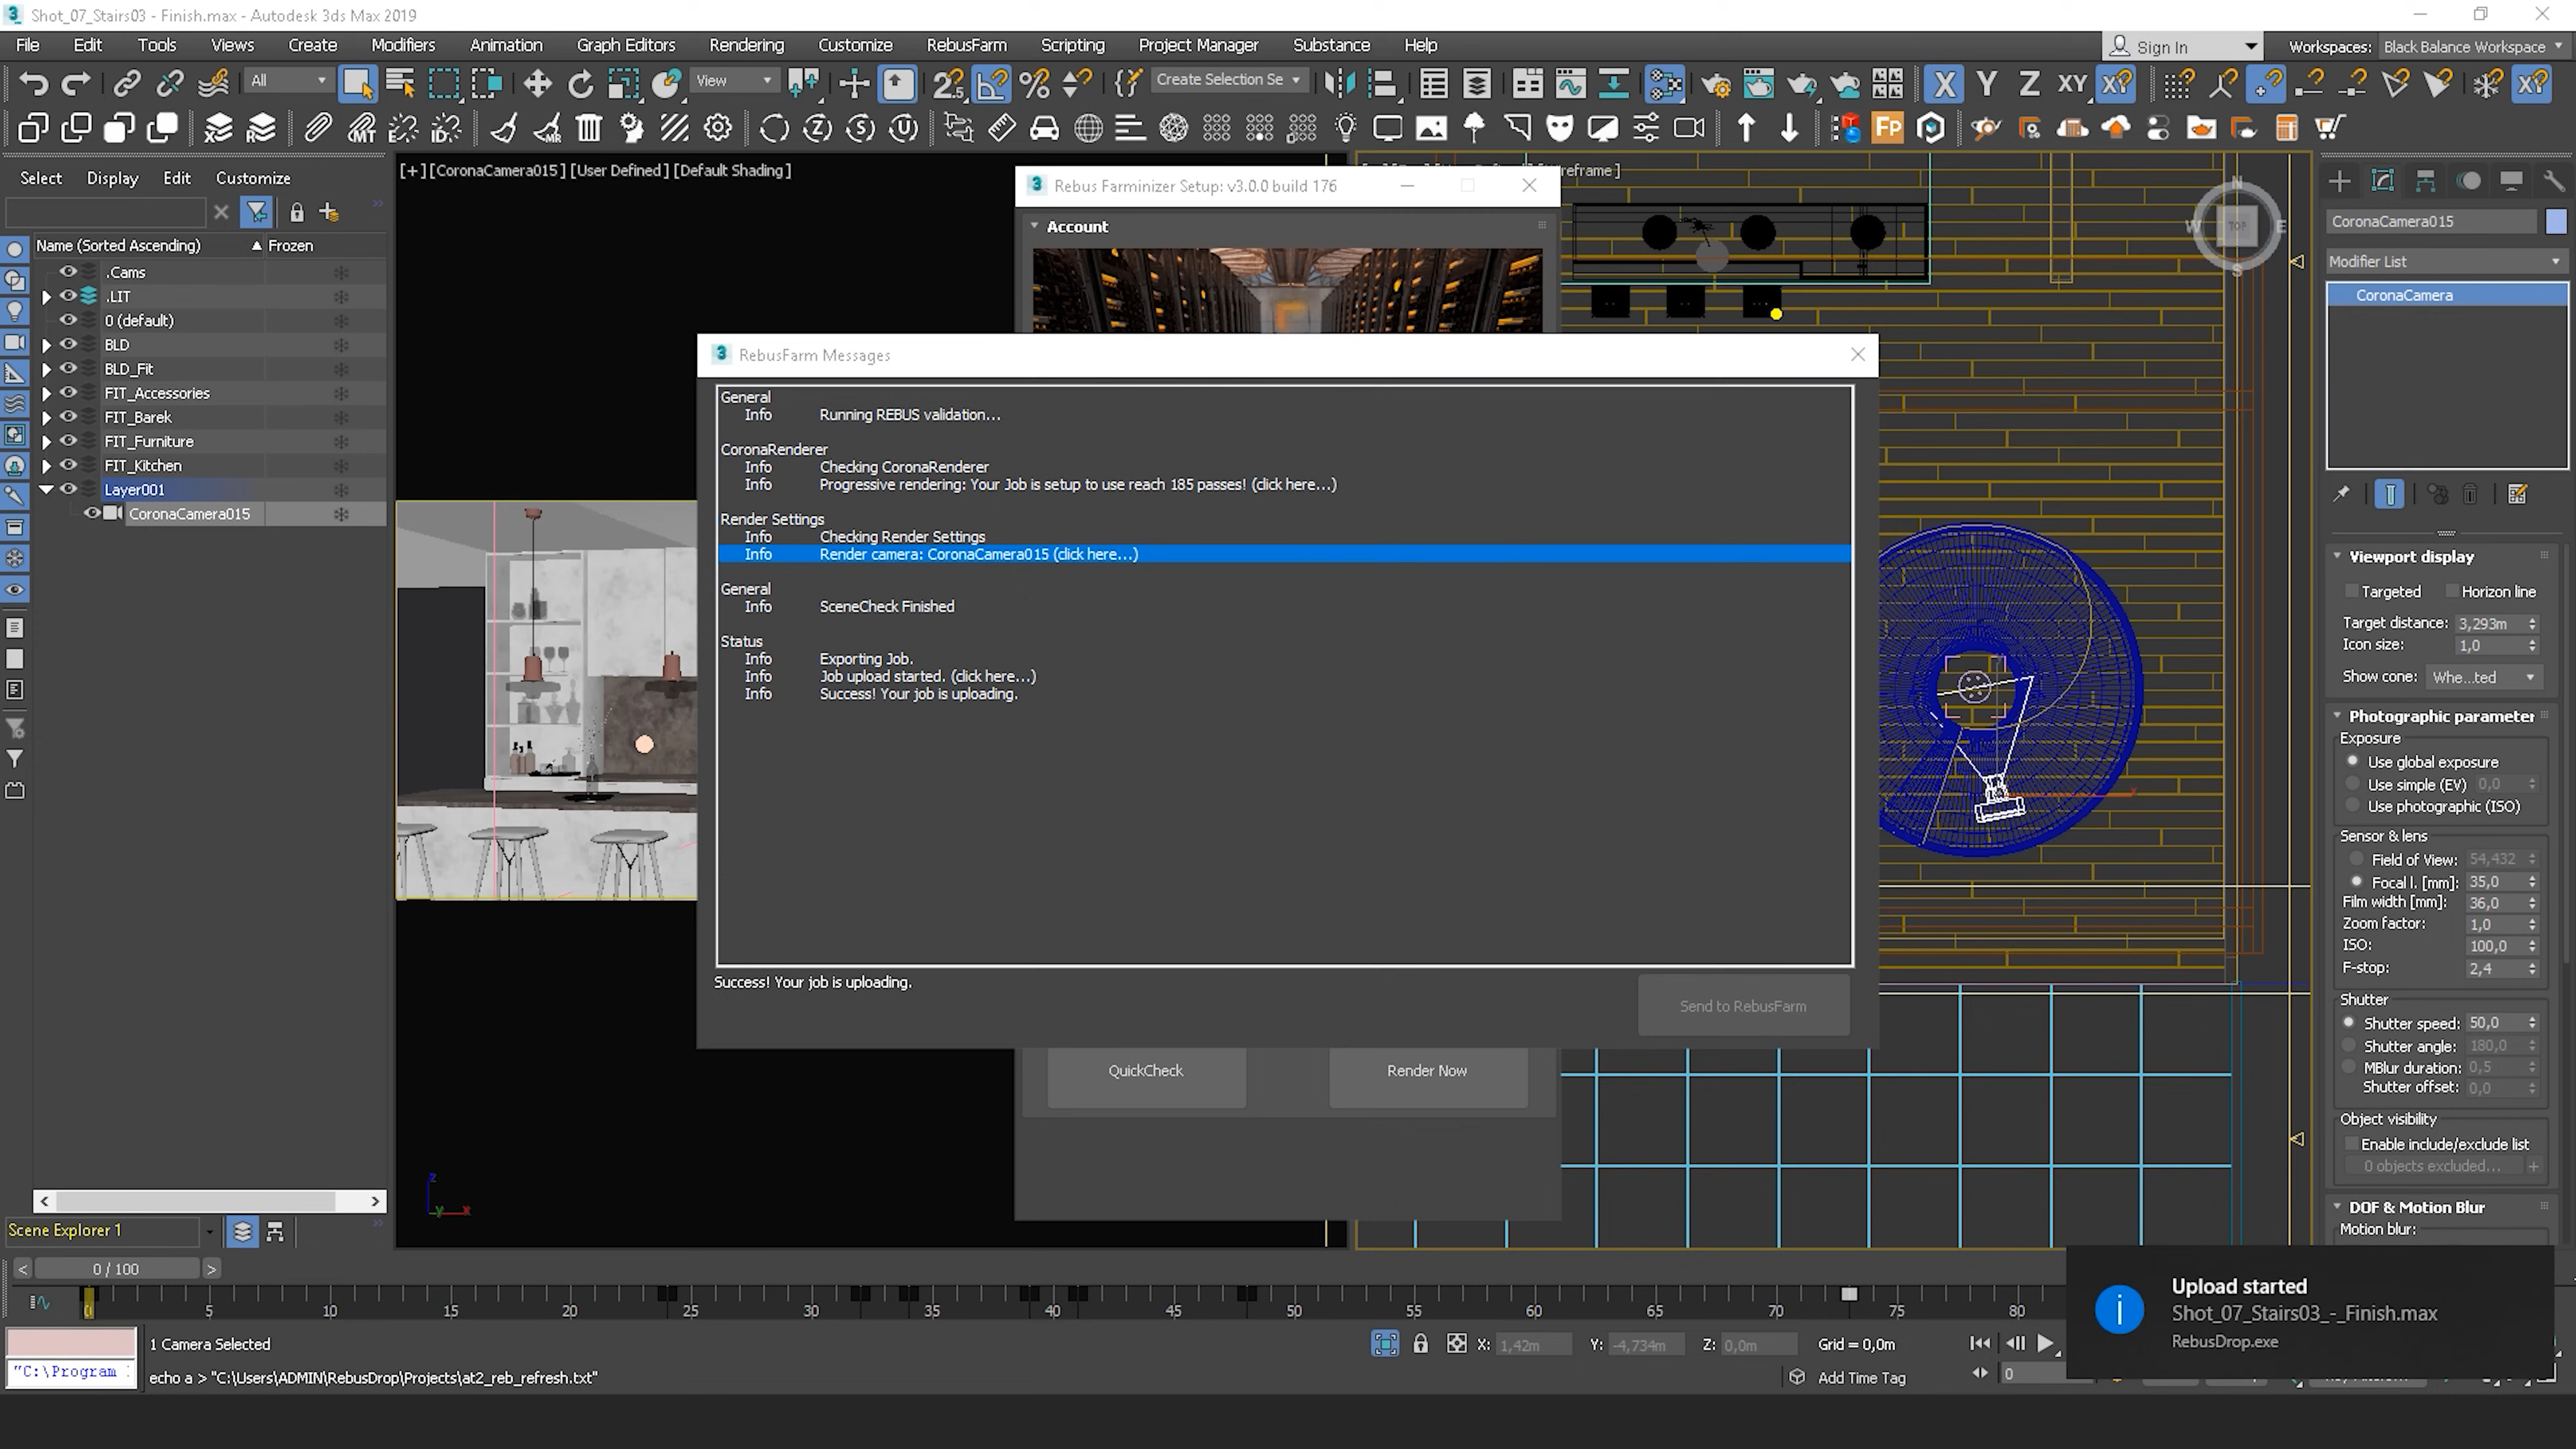 Shot_07_Stairs03 - Finish.max - Autodesk 3ds Max 2019
File Edit Tools Views Create Modifiers Animation Graph Editors Rendering Customize RebusFarm Scripting Project Manager Substance Help
Sign In
Workspaces: Black Balance Workspace
All
View
Create Selection Se
X Y Z XY
Select Display Edit Customize
Name (Sorted Ascending) Frozen
.Cams
.LIT
0 (default)
BLD
BLD_Fit
FIT_Accessories
FIT_Barek
FIT_Furniture
FIT_Kitchen
Layer001
CoronaCamera015
Scene Explorer 1
[+] [CoronaCamera015] [User Defined] [Default Shading]
reframe ]
Rebus Farminizer Setup: v3.0.0 build 176
Account
RebusFarm Messages
General
Info Running REBUS validation...
CoronaRenderer
Info Checking CoronaRenderer
Info Progressive rendering: Your Job is setup to use reach 185 passes! (click here...)
Render Settings
Info Checking Render Settings
Info Render camera: CoronaCamera015 (click here...)
General
Info SceneCheck Finished
Status
Info Exporting Job.
Info Job upload started. (click here...)
Info Success! Your job is uploading.
Success! Your job is uploading.
Send to RebusFarm
QuickCheck
Render Now
N
W TOP E
S
CoronaCamera015
Modifier List
CoronaCamera
Viewport display
Targeted Horizon line
Target distance: 3,293m
Icon size: 1,0
Show cone: Whe...ted
Photographic parameter
Exposure
Use global exposure
Use simple (EV) 0,0
Use photographic (ISO)
Sensor & lens
Field of View: 54,432
Focal l. [mm]: 35,0
Film width [mm]: 36,0
Zoom factor: 1,0
ISO: 100,0
F-stop: 2,4
Shutter
Shutter speed: 50,0
Shutter angle: 180,0
MBlur duration: 0,5
Shutter offset: 0,0
Object visibility
Enable include/exclude list
0 objects excluded...
DOF & Motion Blur
Motion blur:
0 / 100
0 5 10 15 20 25 30 35 40 45 50 55 60 65 70 75 80
1 Camera Selected
X: 1,42m Y: -4,734m Z: 0,0m Grid = 0,0m
"C:\Program
echo a > "C:\Users\ADMIN\RebusDrop\Projects\at2_reb_refresh.txt"
Add Time Tag
0
Upload started
Shot_07_Stairs03_-_Finish.max
RebusDrop.exe